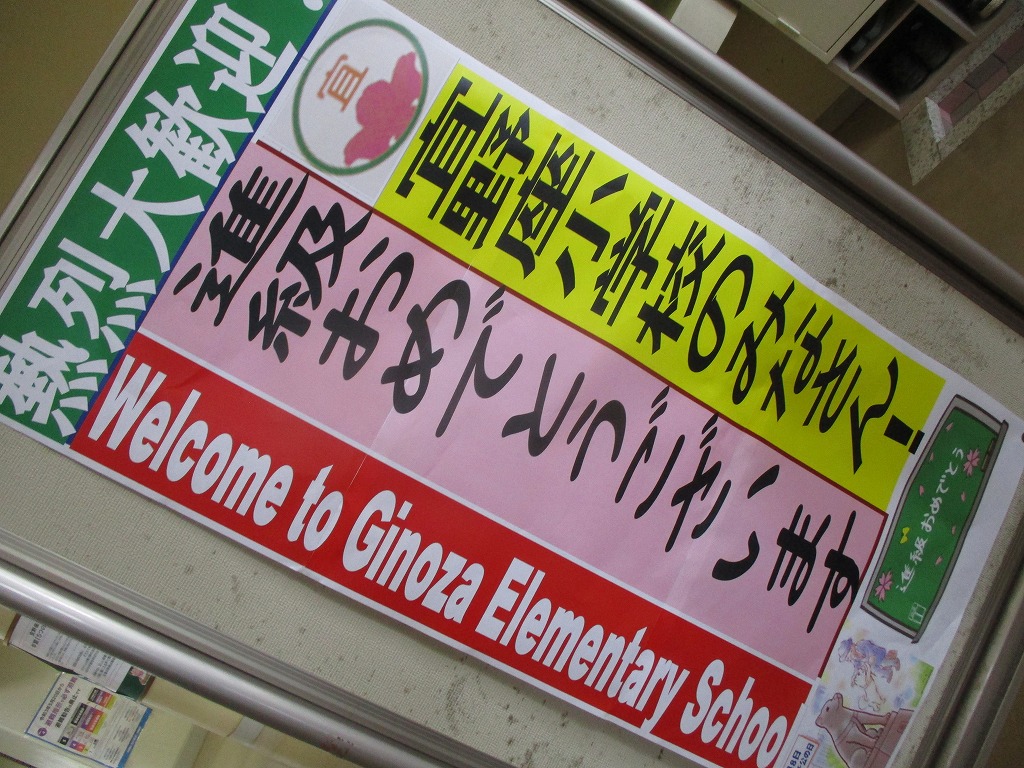 熱烈大歓迎！
宜
宜野座小学校のみなさん！
進級おめでとうございます
Welcome to Ginoza Elementary School
進級おめでとう